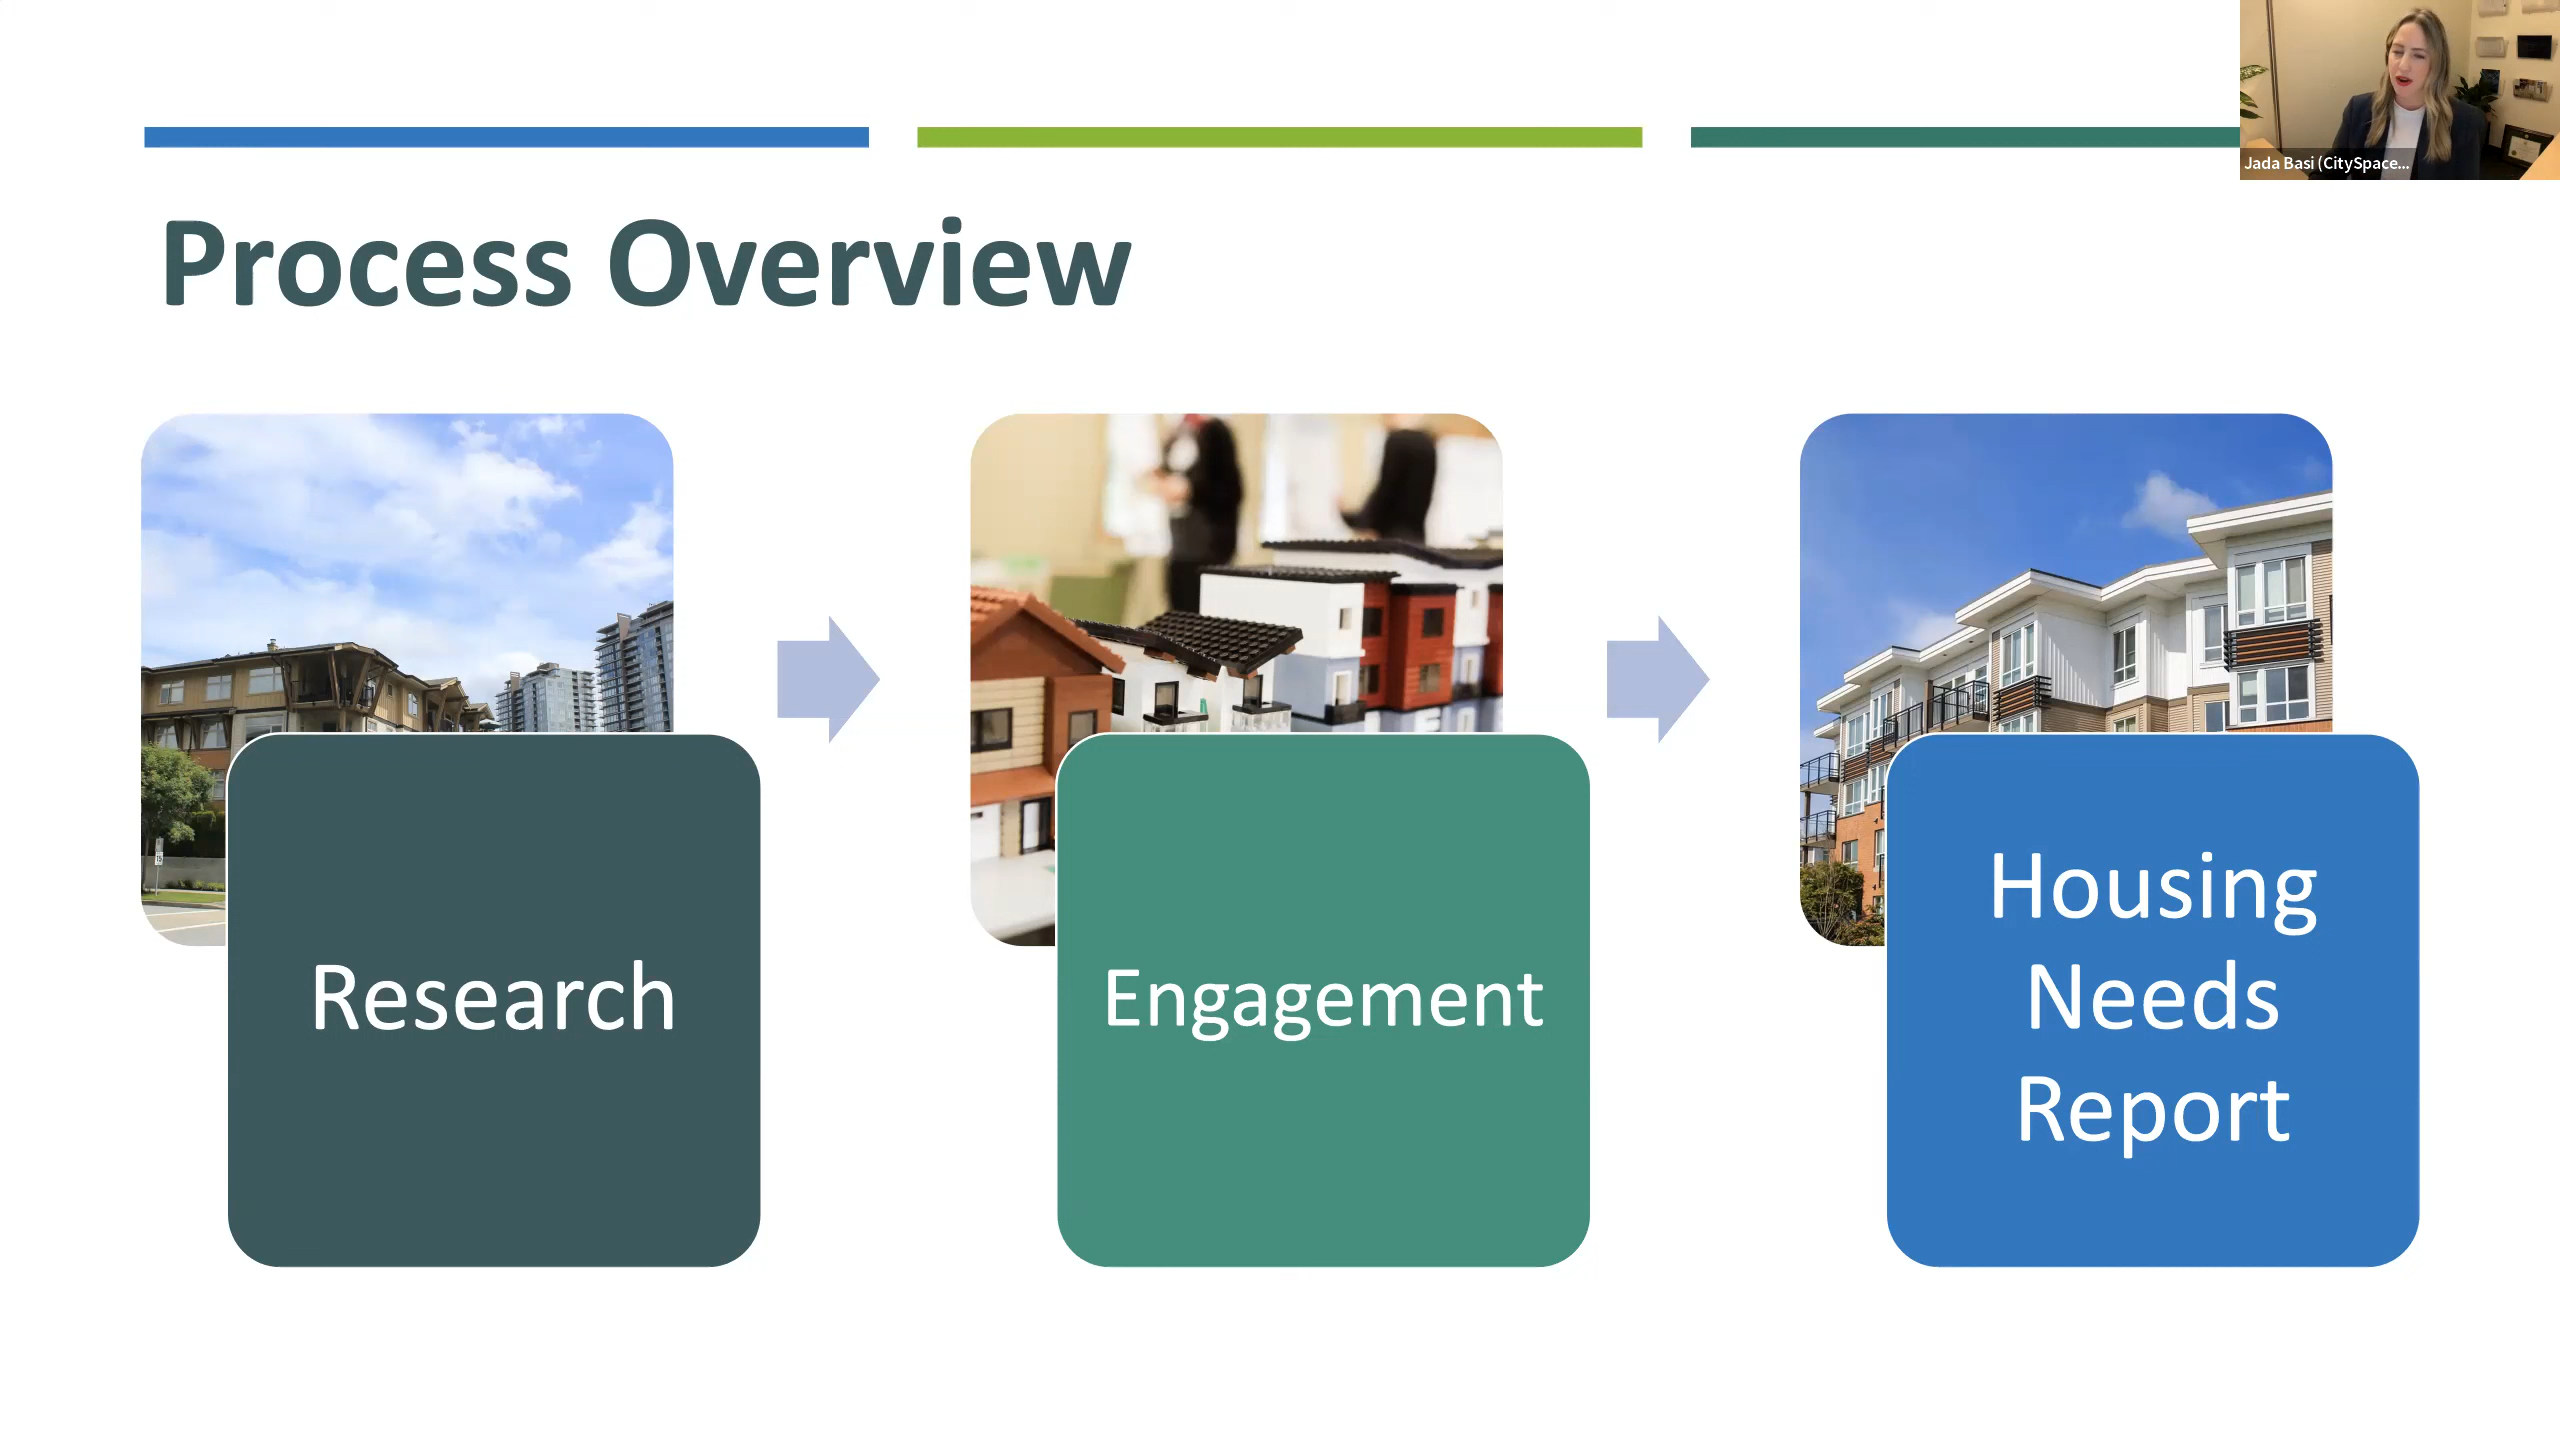 Jada Basi (CitySpace...
Process Overview
Research
Engagement
Housing
Needs
Report